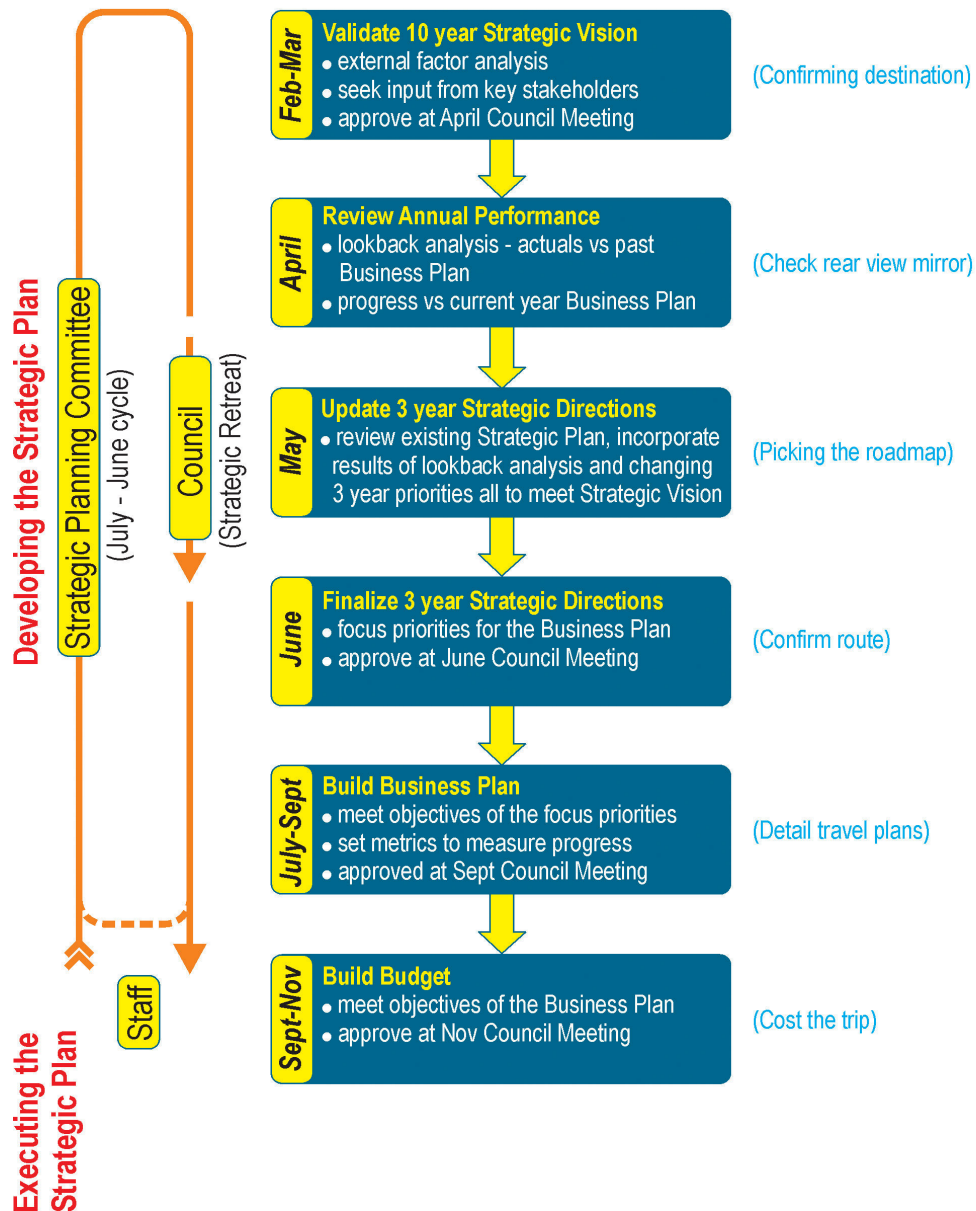 Developing the Strategic Plan
Strategic Planning Committee
(July - June cycle)
Council
(Strategic Retreat)
Executing the
Strategic Plan
Staff
Feb-Mar
Validate 10 year Strategic Vision
• external factor analysis
• seek input from key stakeholders
• approve at April Council Meeting
(Confirming destination)
April
Review Annual Performance
• lookback analysis - actuals vs past
Business Plan
• progress vs current year Business Plan
(Check rear view mirror)
May
Update 3 year Strategic Directions
• review existing Strategic Plan, incorporate
results of lookback analysis and changing
3 year priorities all to meet Strategic Vision
(Picking the roadmap)
June
Finalize 3 year Strategic Directions
• focus priorities for the Business Plan
• approve at June Council Meeting
(Confirm route)
July-Sept
Build Business Plan
• meet objectives of the focus priorities
• set metrics to measure progress
• approved at Sept Council Meeting
(Detail travel plans)
Sept-Nov
Build Budget
• meet objectives of the Business Plan
• approve at Nov Council Meeting
(Cost the trip)